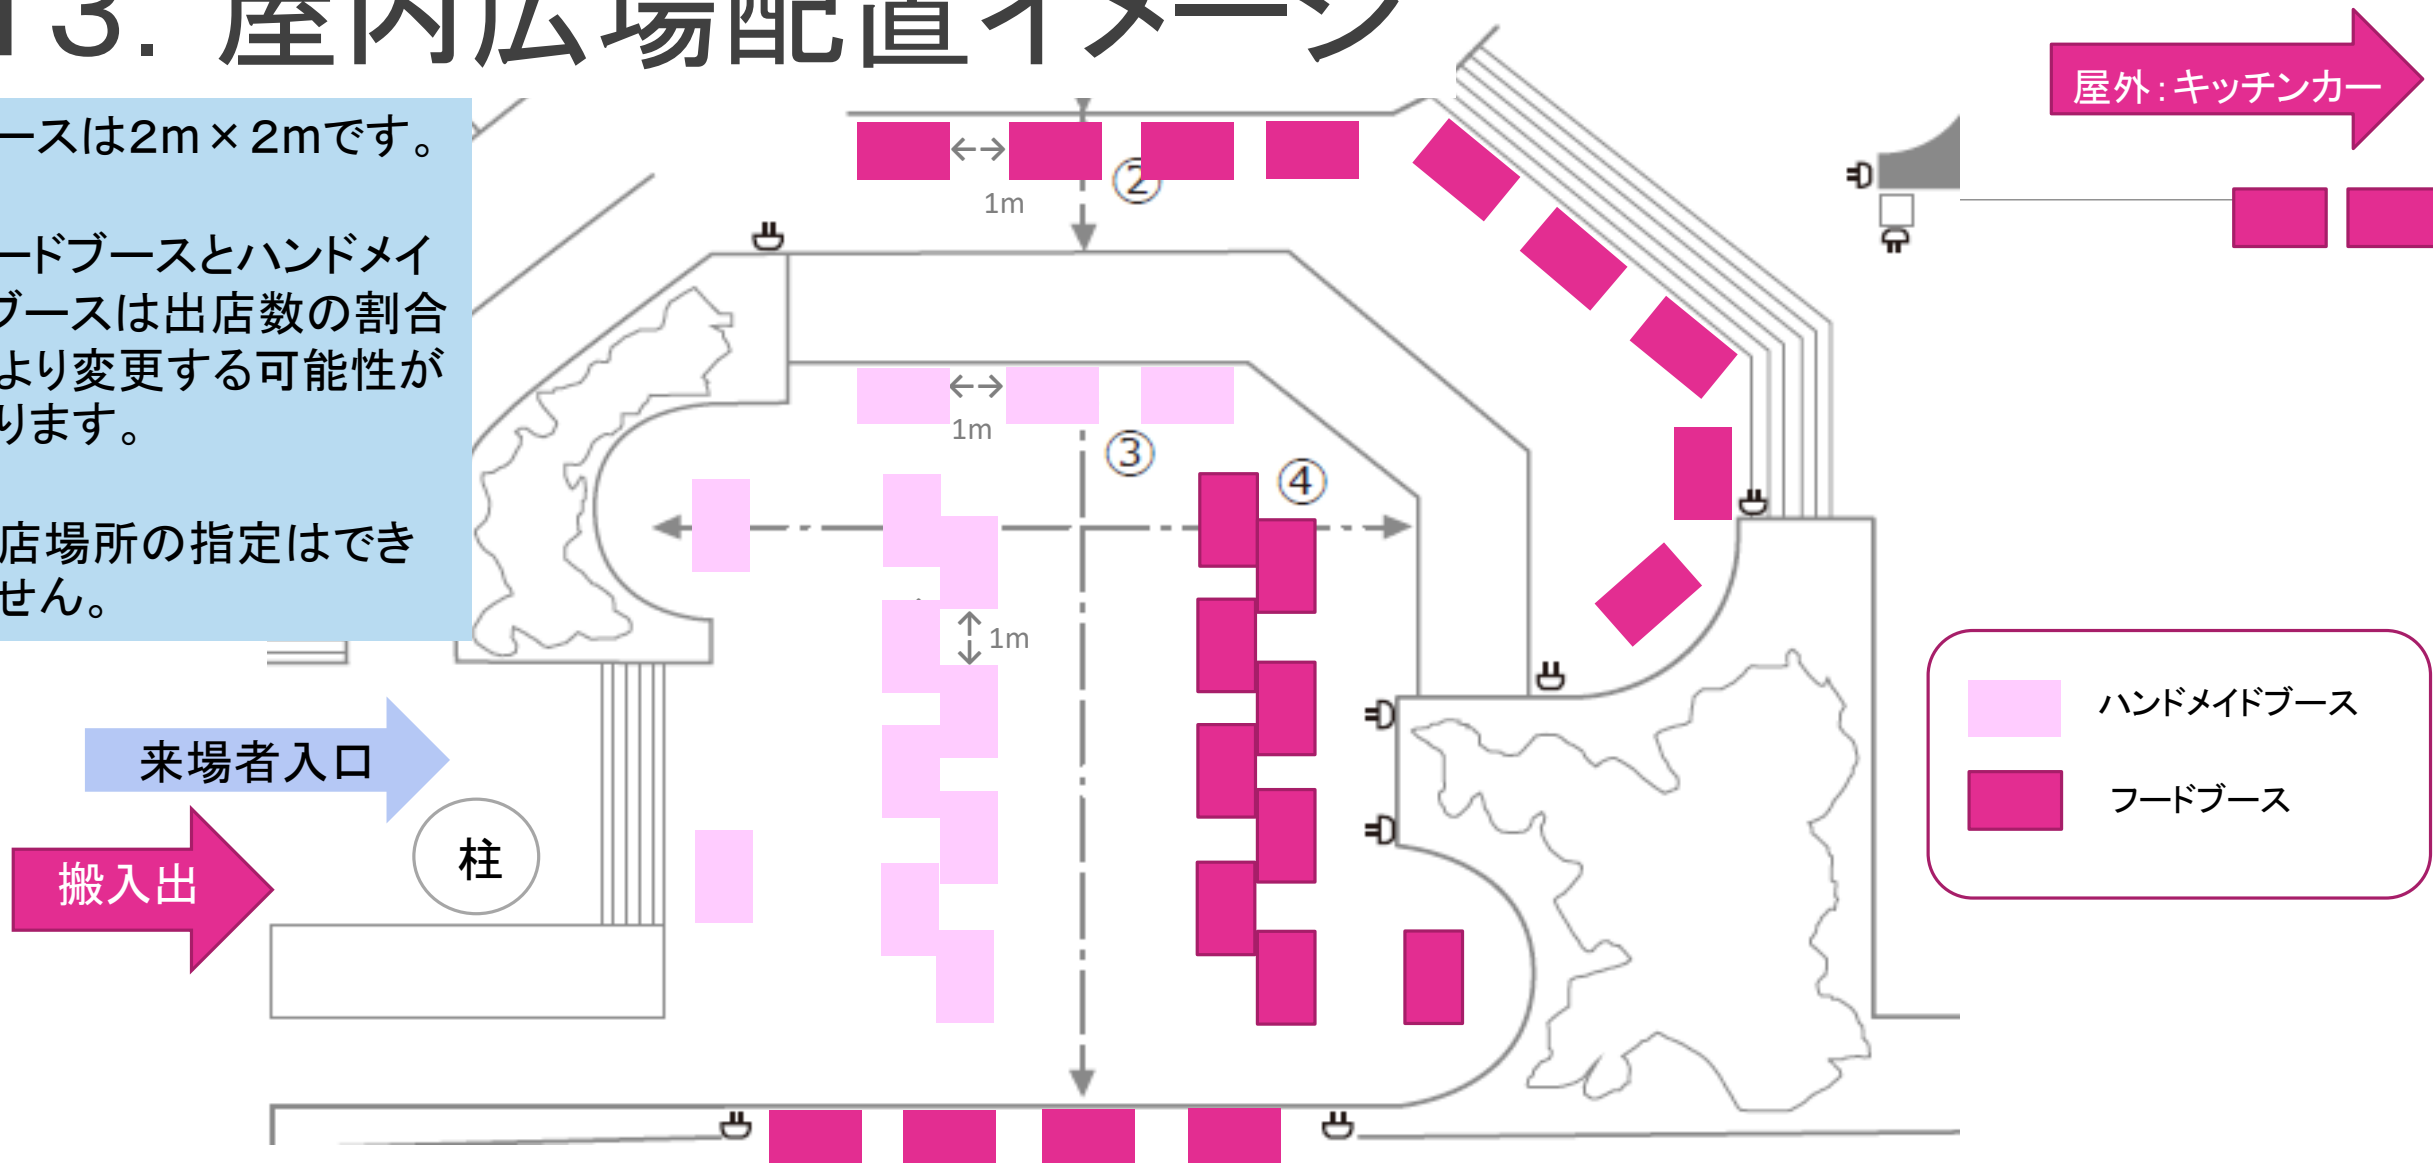 13. 屋内広場配置イメージ
ースは2m×2mです。
ードブースとハンドメイ
ブースは出店数の割合
より変更する可能性が
ります。
店場所の指定はでき
せん。
屋外：キッチンカー
1m
②
1m
③
④
1m
来場者入口
搬入出
柱
ハンドメイドブース
フードブース